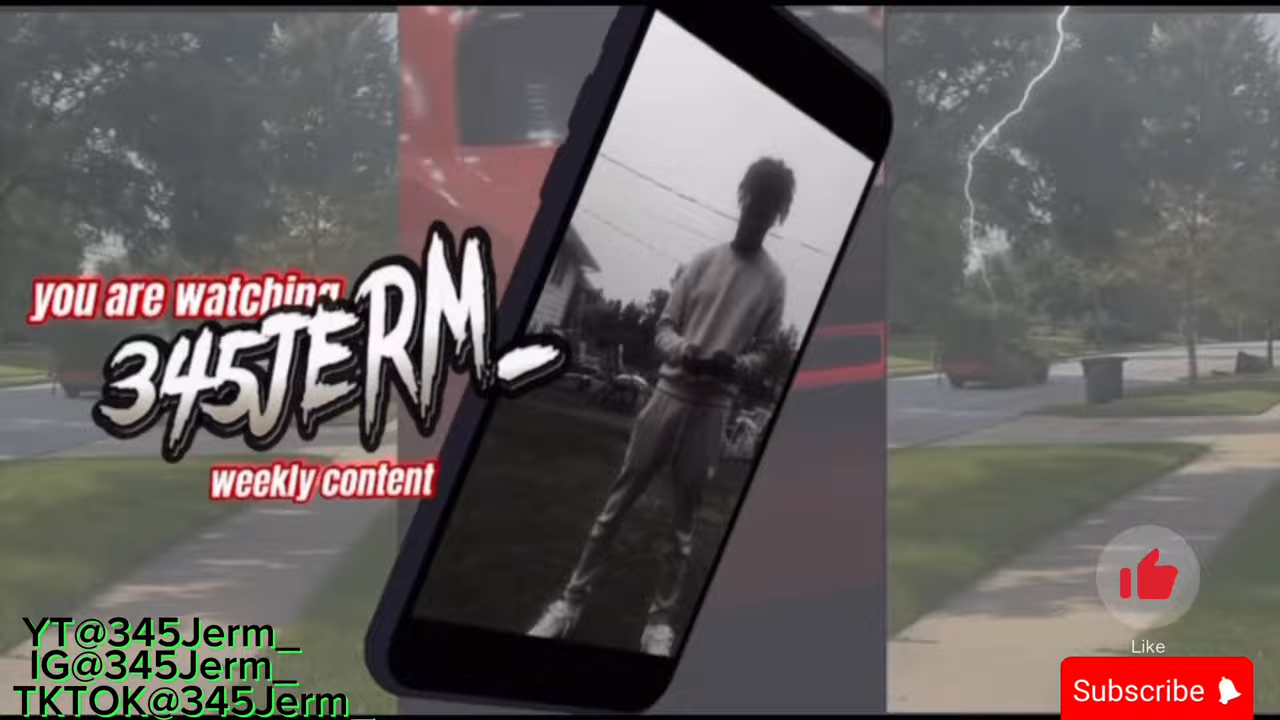 you are watching
345JERM_
weekly content
YT@345Jerm_
IG@345Jerm_
TKTOK@345Jerm_
Like
Subscribe